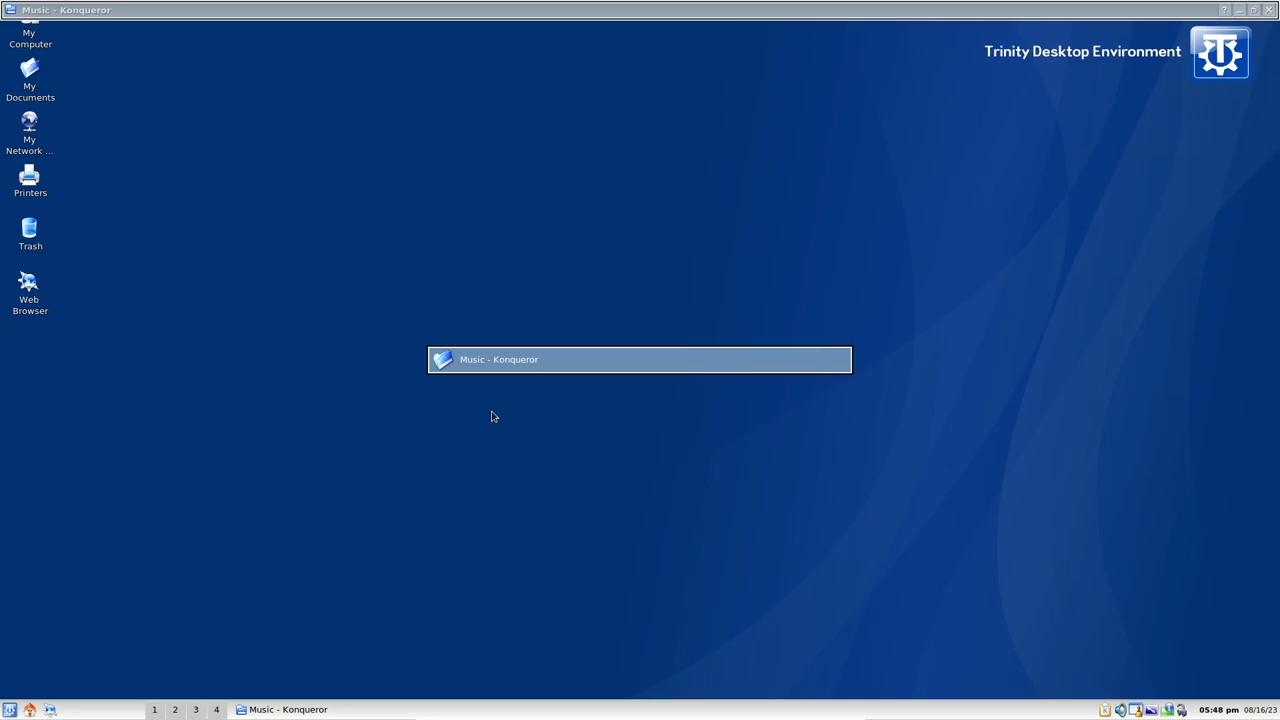 Music - Konqueror
My
Computer
Trinity Desktop Environment
My
Documents
My
Network ...
Printers
Trash
Web
Browser
Music - Konqueror
1 2 3 4 Music - Konqueror 05:48 pm 08/16/23